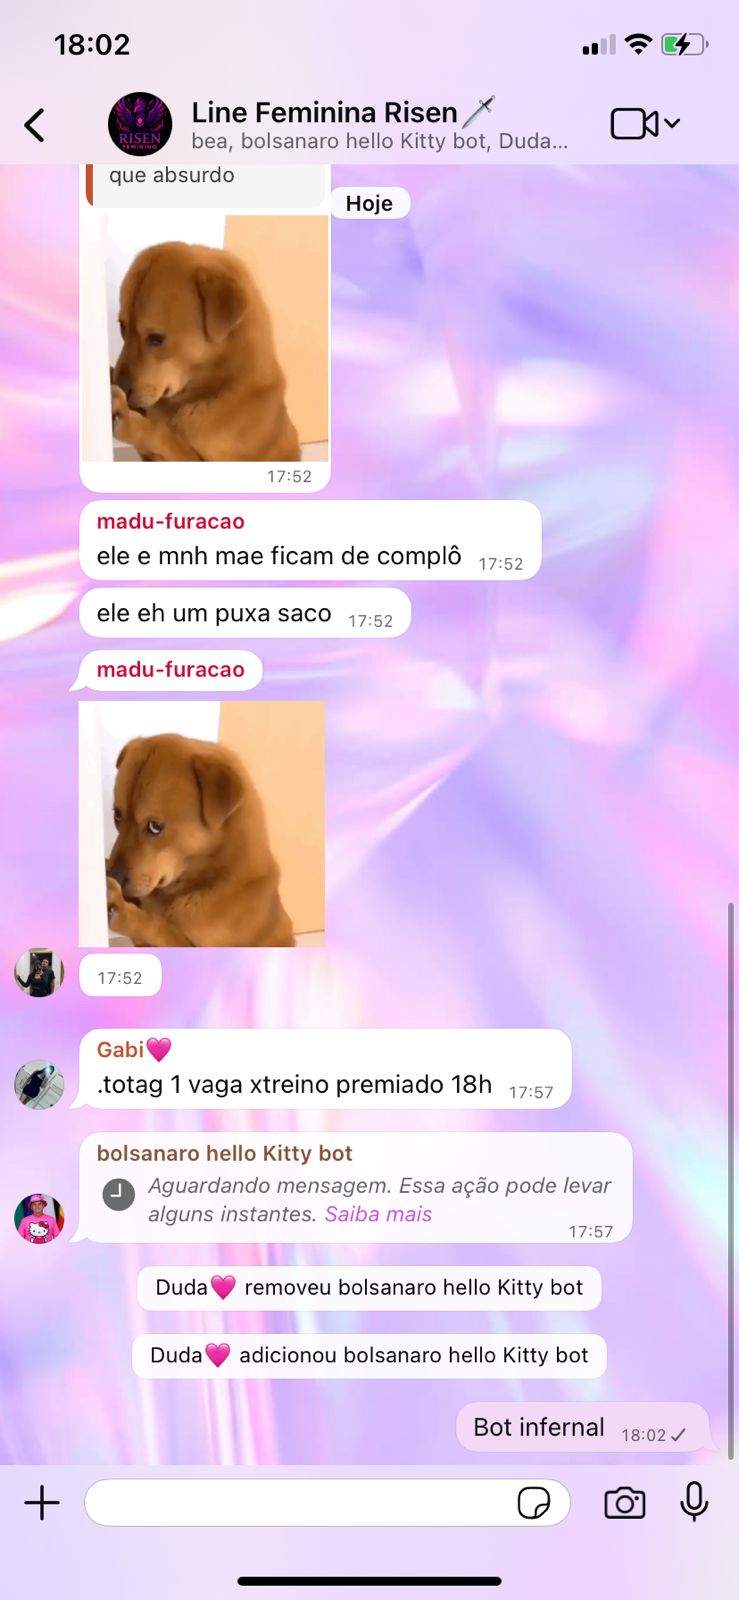 18:02
RISEN
FEMININO
Line Feminina Risen🗡️
bea, bolsanaro hello Kitty bot, Duda...
que absurdo
Hoje
17:52
madu-furacao
ele e mnh mae ficam de complô 17:52
ele eh um puxa saco 17:52
madu-furacao
17:52
Gabi🩷
.totag 1 vaga xtreino premiado 18h 17:57
bolsanaro hello Kitty bot
Aguardando mensagem. Essa ação pode levar
alguns instantes. Saiba mais
17:57
Duda🩷 removeu bolsanaro hello Kitty bot
Duda🩷 adicionou bolsanaro hello Kitty bot
Bot infernal 18:02